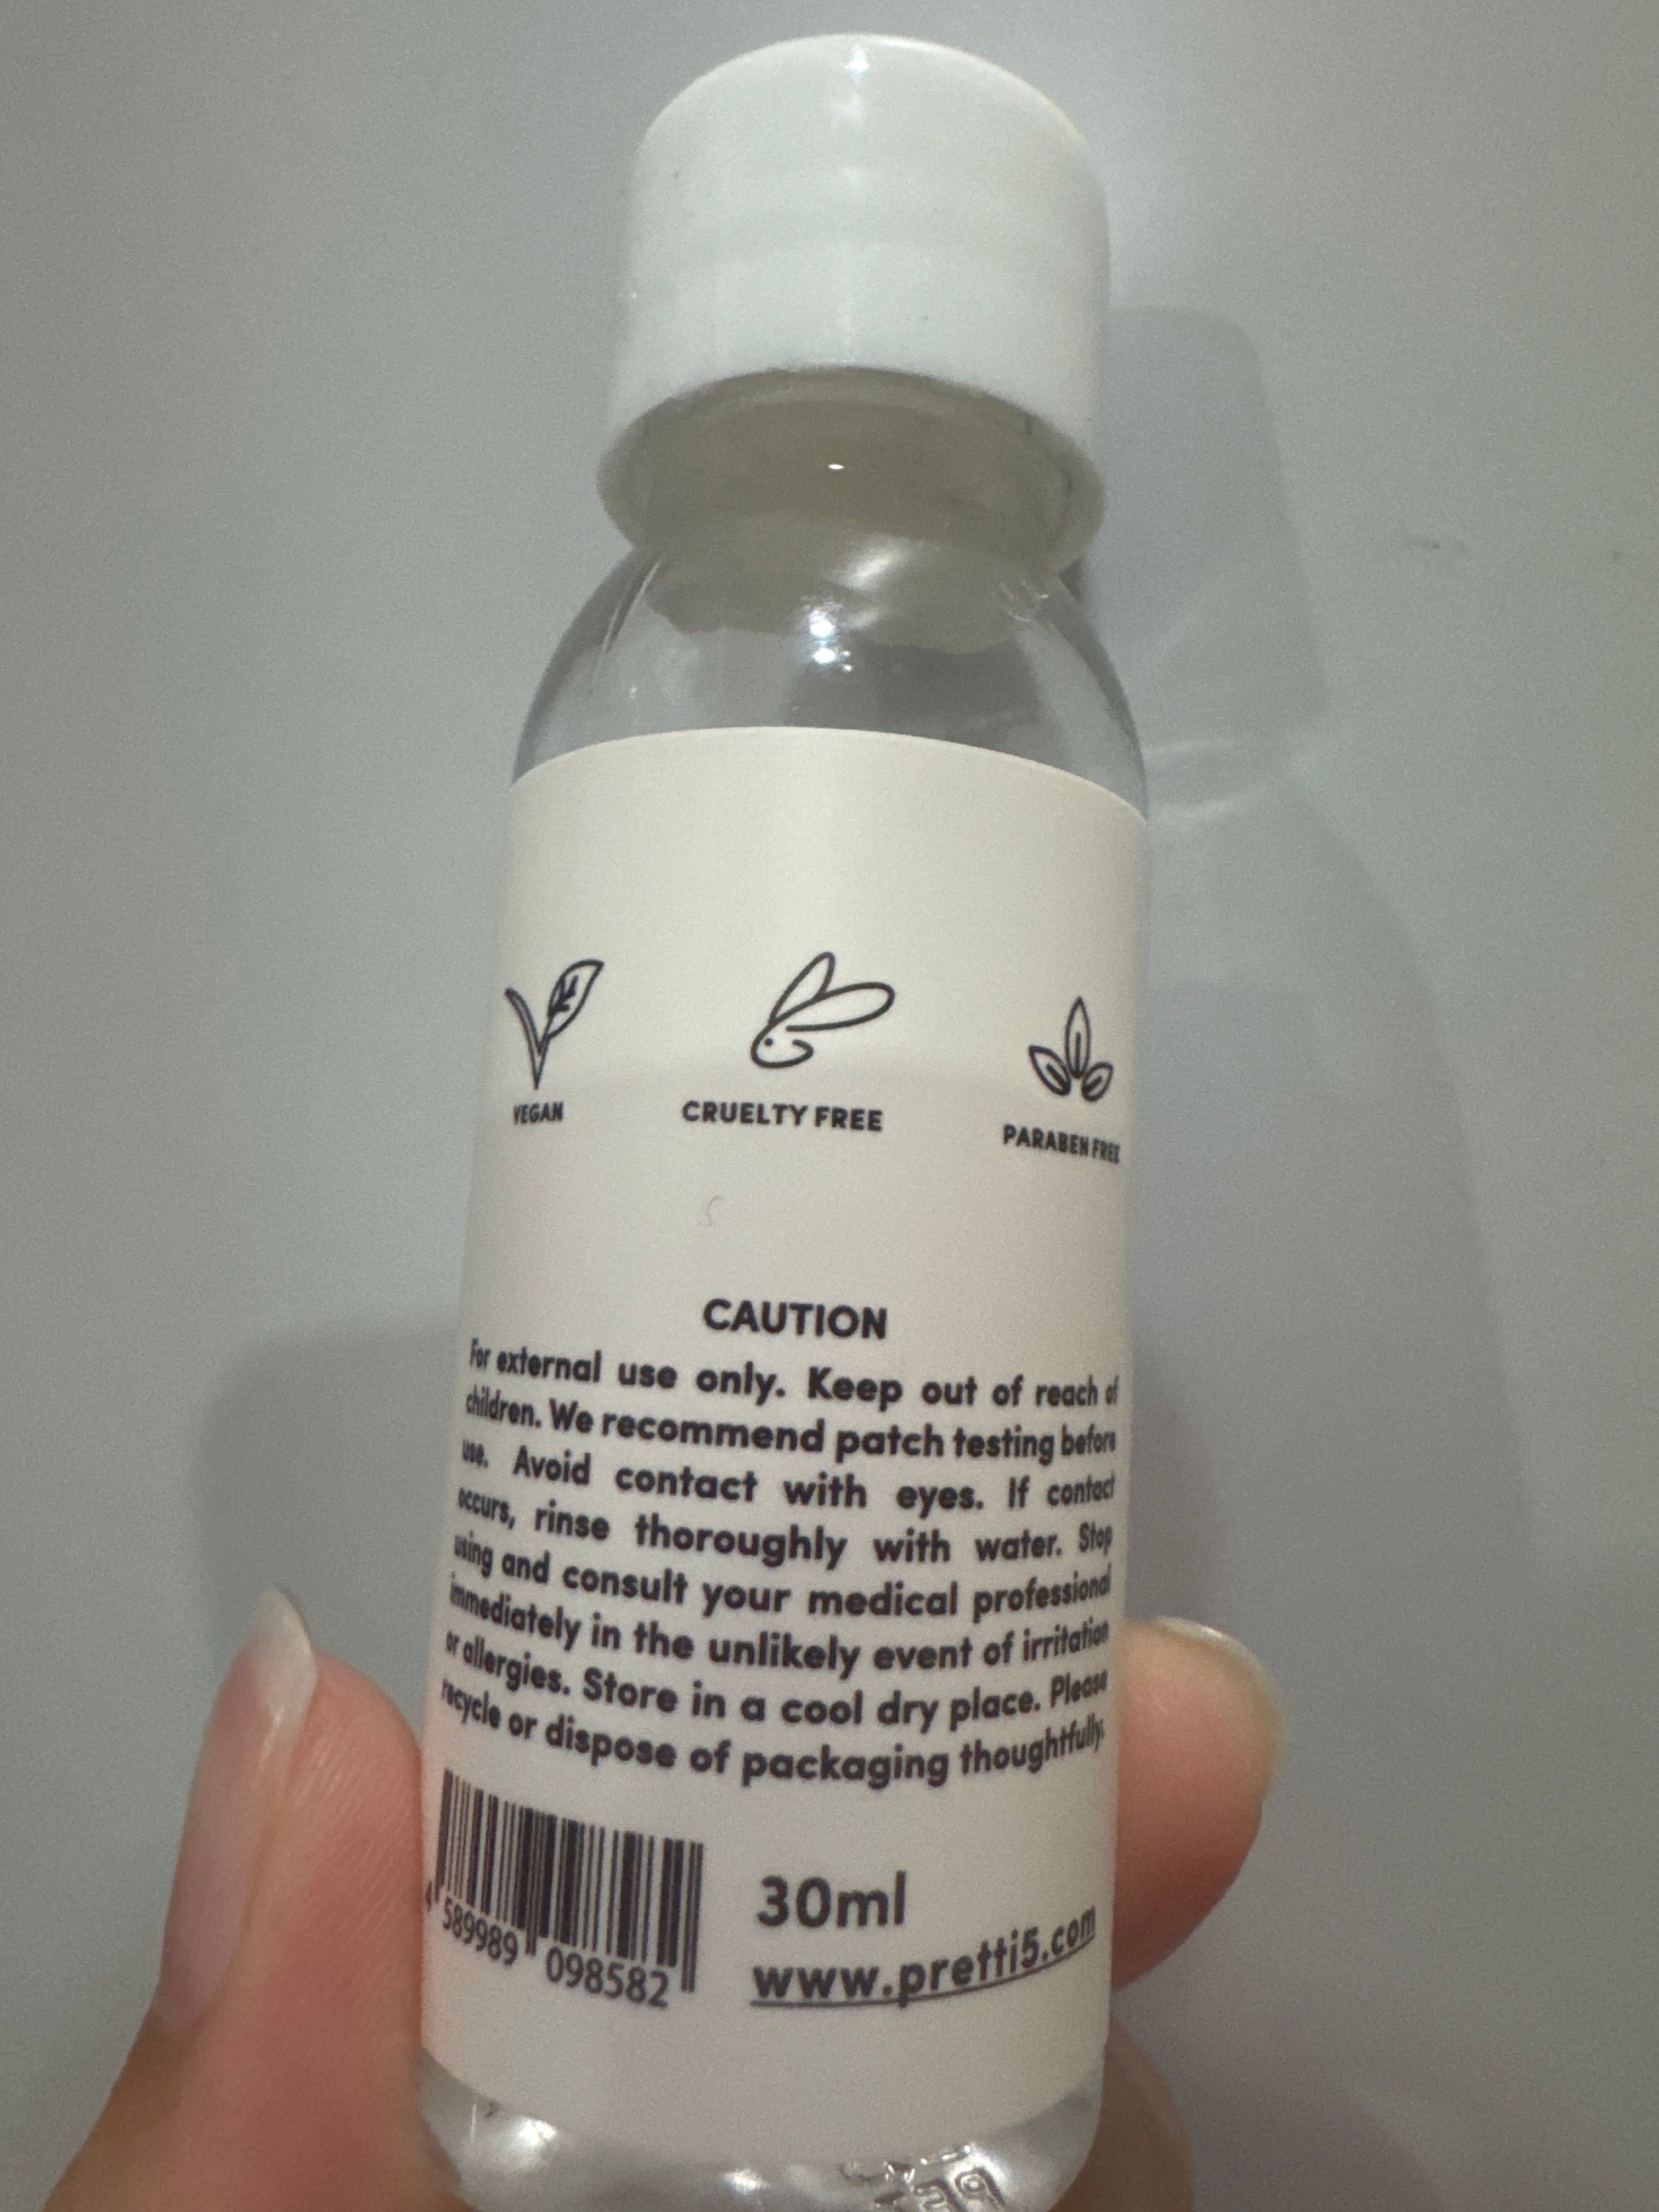 VEGAN
CRUELTY FREE
PARABEN FREE
CAUTION
For external use only. Keep out of reach of
children. We recommend patch testing before
use. Avoid contact with eyes. If contact
occurs, rinse thoroughly with water. Stop
using and consult your medical professional
immediately in the unlikely event of irritation
or allergies. Store in a cool dry place. Please
recycle or dispose of packaging thoughtfully.
4 589989 098582
30ml
www.pretti5.com